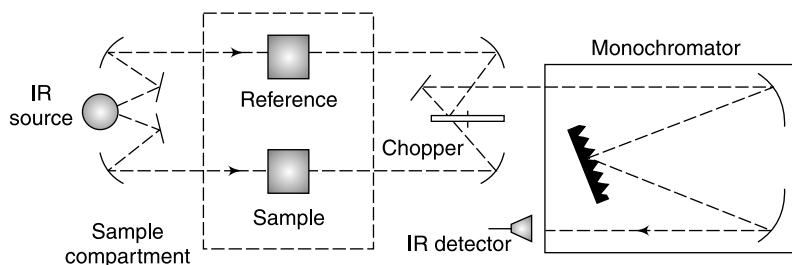 Monochromator
IR
source
Reference
Chopper
Sample
Sample
compartment
IR detector